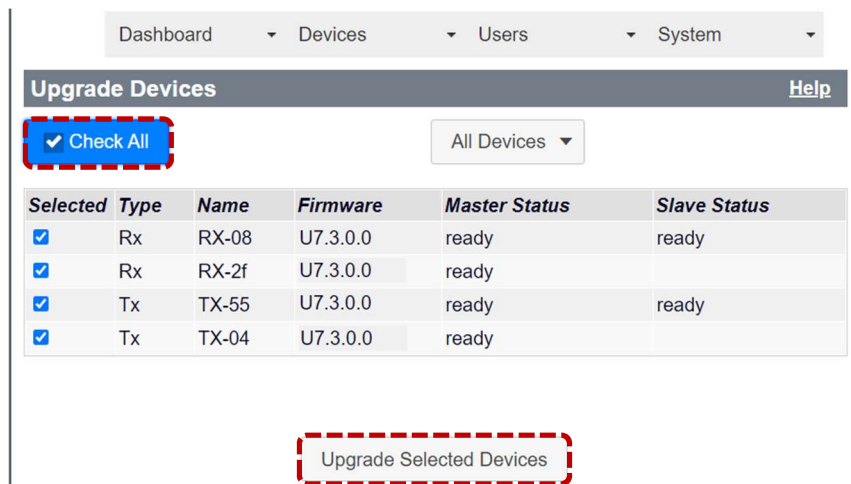 Dashboard Devices Users System
Upgrade Devices Help
Check All All Devices
Selected Type Name Firmware Master Status Slave Status
Rx RX-08 U7.3.0.0 ready ready
Rx RX-2f U7.3.0.0 ready
Tx TX-55 U7.3.0.0 ready ready
Tx TX-04 U7.3.0.0 ready
Upgrade Selected Devices